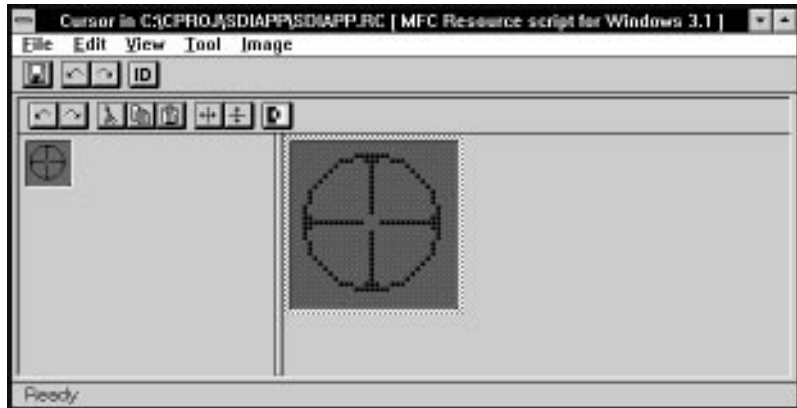 Cursor in C:\CPROJ\SDIAPP\SDIAPP.RC [ MFC Resource script for Windows 3.1 ]
File Edit View Tool Image
ID
D
Ready